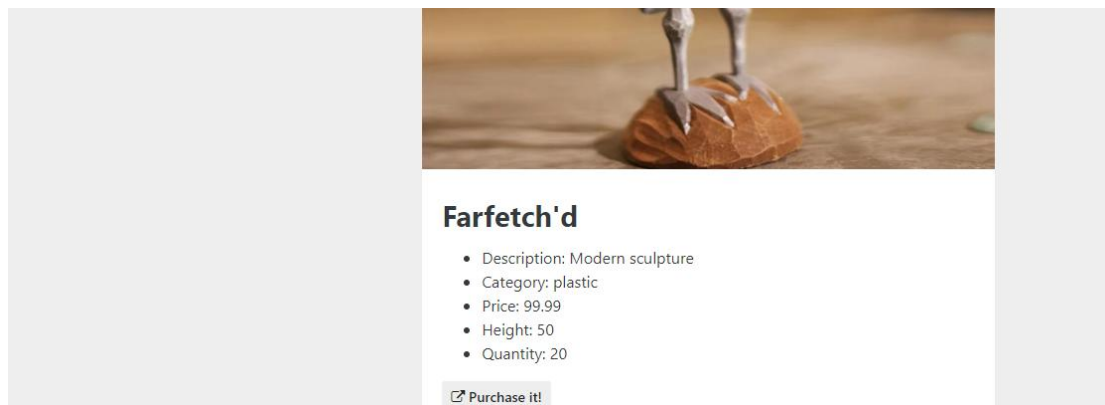 Farfetch'd
Description: Modern sculpture
Category: plastic
Price: 99.99
Height: 50
Quantity: 20
Purchase it!